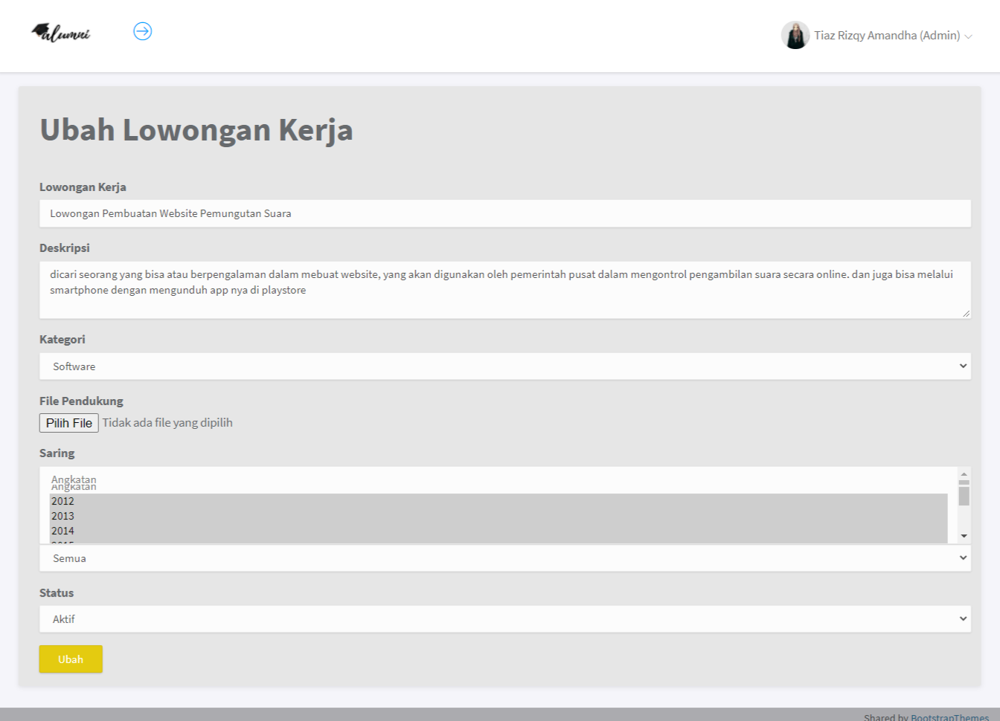 alumni
Tiaz Rizqy Amandha (Admin)
Ubah Lowongan Kerja
Lowongan Kerja
Lowongan Pembuatan Website Pemungutan Suara
Deskripsi
dicari seorang yang bisa atau berpengalaman dalam mebuat website, yang akan digunakan oleh pemerintah pusat dalam mengontrol pengambilan suara secara online. dan juga bisa melalui
smartphone dengan mengunduh app nya di playstore
Kategori
Software
File Pendukung
Pilih File Tidak ada file yang dipilih
Saring
Angkatan
Angkatan
2012
2013
2014
2015
Semua
Status
Aktif
Ubah
Shared by BootstrapThemes